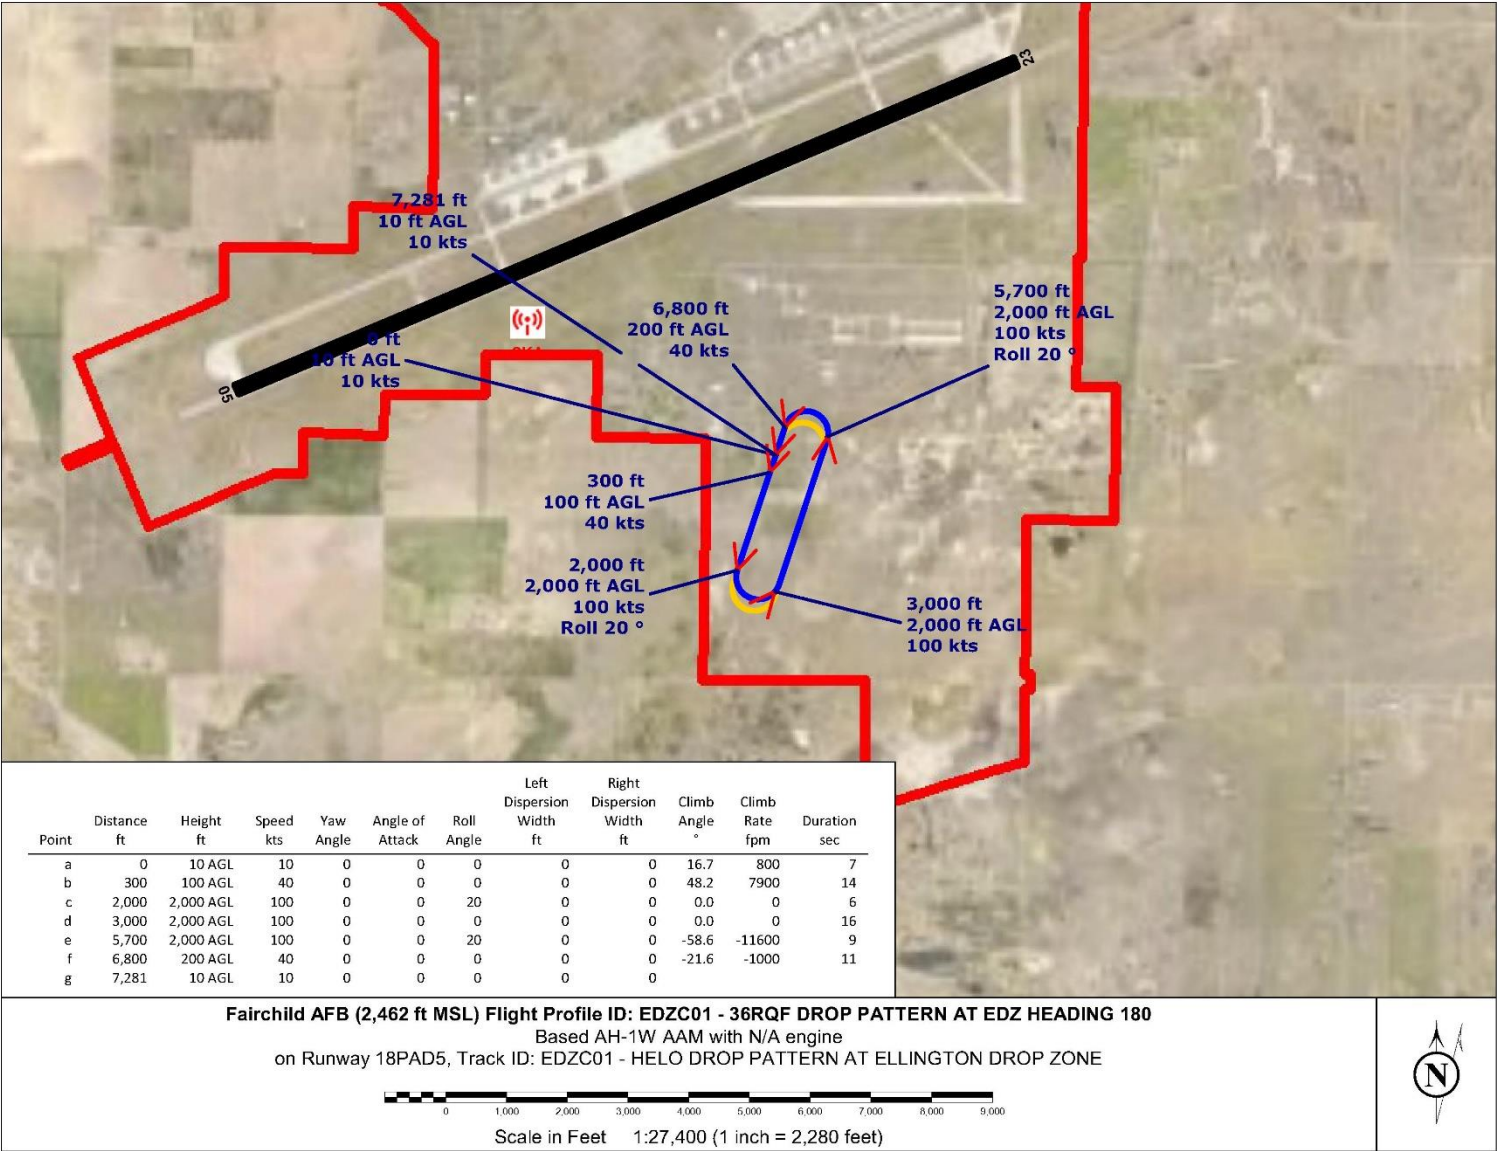 23
7,281 ft
10 ft AGL
10 kts
5,700 ft
2,000 ft AGL
100 kts
Roll 20 °
6,800 ft
200 ft AGL
40 kts
0 ft
10 ft AGL
10 kts
05
300 ft
100 ft AGL
40 kts
2,000 ft
2,000 ft AGL
100 kts
Roll 20 °
3,000 ft
2,000 ft AGL
100 kts
Point Distance ft Height ft Speed kts Yaw Angle Angle of Attack Roll Angle Left Dispersion Width ft Right Dispersion Width ft Climb Angle ° Climb Rate fpm Duration sec
a 0 10 AGL 10 0 0 0 0 0 16.7 800 7
b 300 100 AGL 40 0 0 0 0 0 48.2 7900 14
c 2,000 2,000 AGL 100 0 0 20 0 0 0.0 0 6
d 3,000 2,000 AGL 100 0 0 0 0 0 0.0 0 16
e 5,700 2,000 AGL 100 0 0 20 0 0 -58.6 -11600 9
f 6,800 200 AGL 40 0 0 0 0 0 -21.6 -1000 11
g 7,281 10 AGL 10 0 0 0 0 0
Fairchild AFB (2,462 ft MSL) Flight Profile ID: EDZC01 - 36RQF DROP PATTERN AT EDZ HEADING 180
Based AH-1W AAM with N/A engine
on Runway 18PAD5, Track ID: EDZC01 - HELO DROP PATTERN AT ELLINGTON DROP ZONE
0 1,000 2,000 3,000 4,000 5,000 6,000 7,000 8,000 9,000
Scale in Feet 1:27,400 (1 inch = 2,280 feet)
N